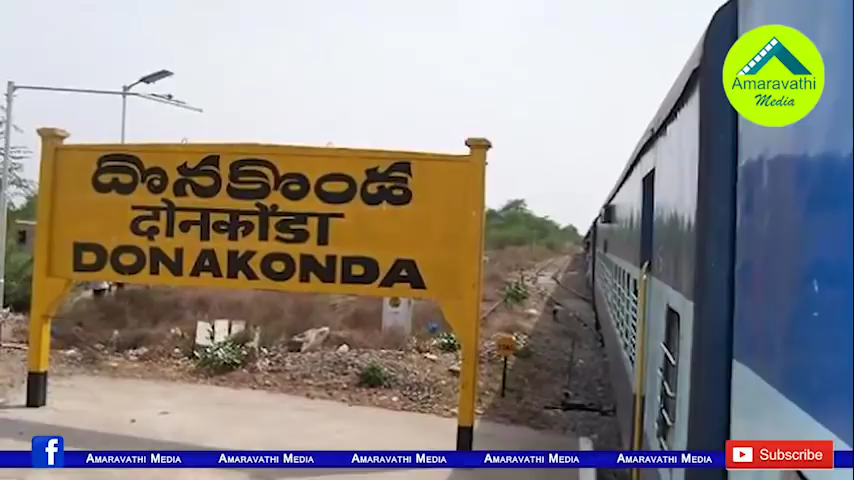 Amaravathi
Media
దొనకొండ
दोनकोंडा
DONAKONDA
f AMARAVATHI MEDIA AMARAVATHI MEDIA AMARAVATHI MEDIA AMARAVATHI MEDIA AMARAVATHI MEDIA Subscribe